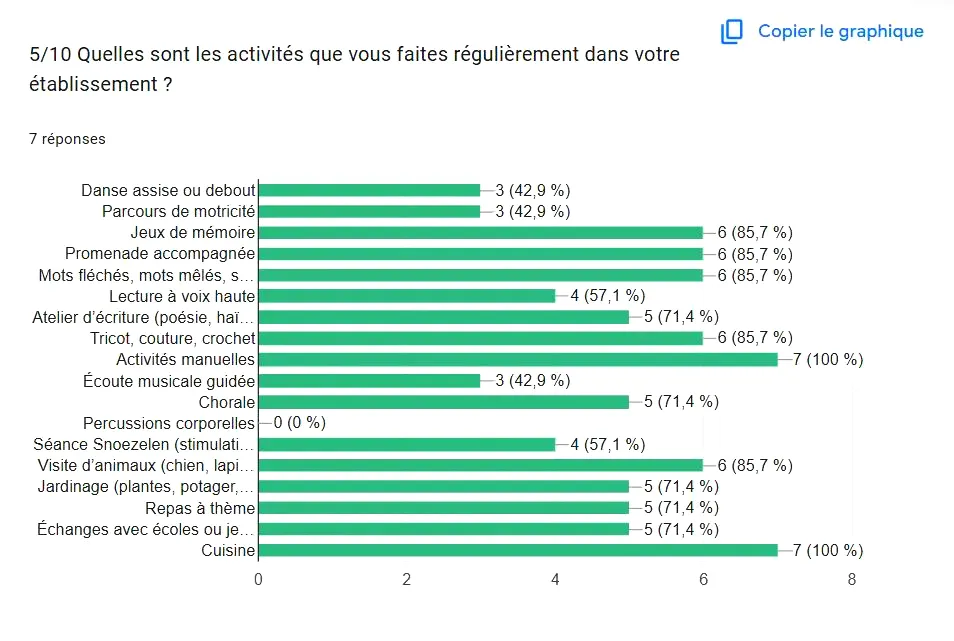 Copier le graphique
5/10 Quelles sont les activités que vous faites régulièrement dans votre
établissement ?
7 réponses
Danse assise ou debout 3 (42,9 %)
Parcours de motricité 3 (42,9 %)
Jeux de mémoire 6 (85,7 %)
Promenade accompagnée 6 (85,7 %)
Mots fléchés, mots mêlés, s... 6 (85,7 %)
Lecture à voix haute 4 (57,1 %)
Atelier d’écriture (poésie, haï... 5 (71,4 %)
Tricot, couture, crochet 6 (85,7 %)
Activités manuelles 7 (100 %)
Écoute musicale guidée 3 (42,9 %)
Chorale 5 (71,4 %)
Percussions corporelles 0 (0 %)
Séance Snoezelen (stimulati... 4 (57,1 %)
Visite d’animaux (chien, lapi... 6 (85,7 %)
Jardinage (plantes, potager,... 5 (71,4 %)
Repas à thème 5 (71,4 %)
Échanges avec écoles ou je... 5 (71,4 %)
Cuisine 7 (100 %)
0 2 4 6 8